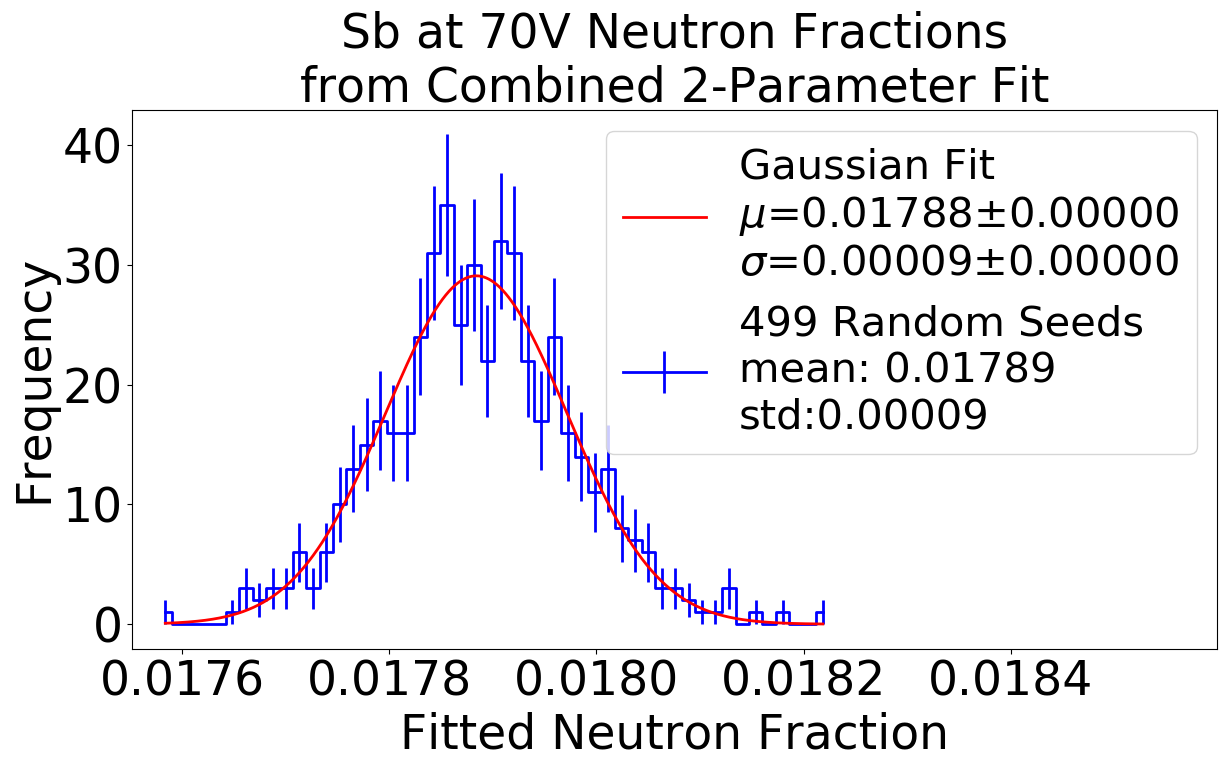 Sb at 70V Neutron Fractions
from Combined 2-Parameter Fit
Frequency
40
30
20
10
0
Gaussian Fit
μ=0.01788±0.00000
σ=0.00009±0.00000
499 Random Seeds
mean: 0.01789
std:0.00009
0.0176 0.0178 0.0180 0.0182 0.0184
Fitted Neutron Fraction